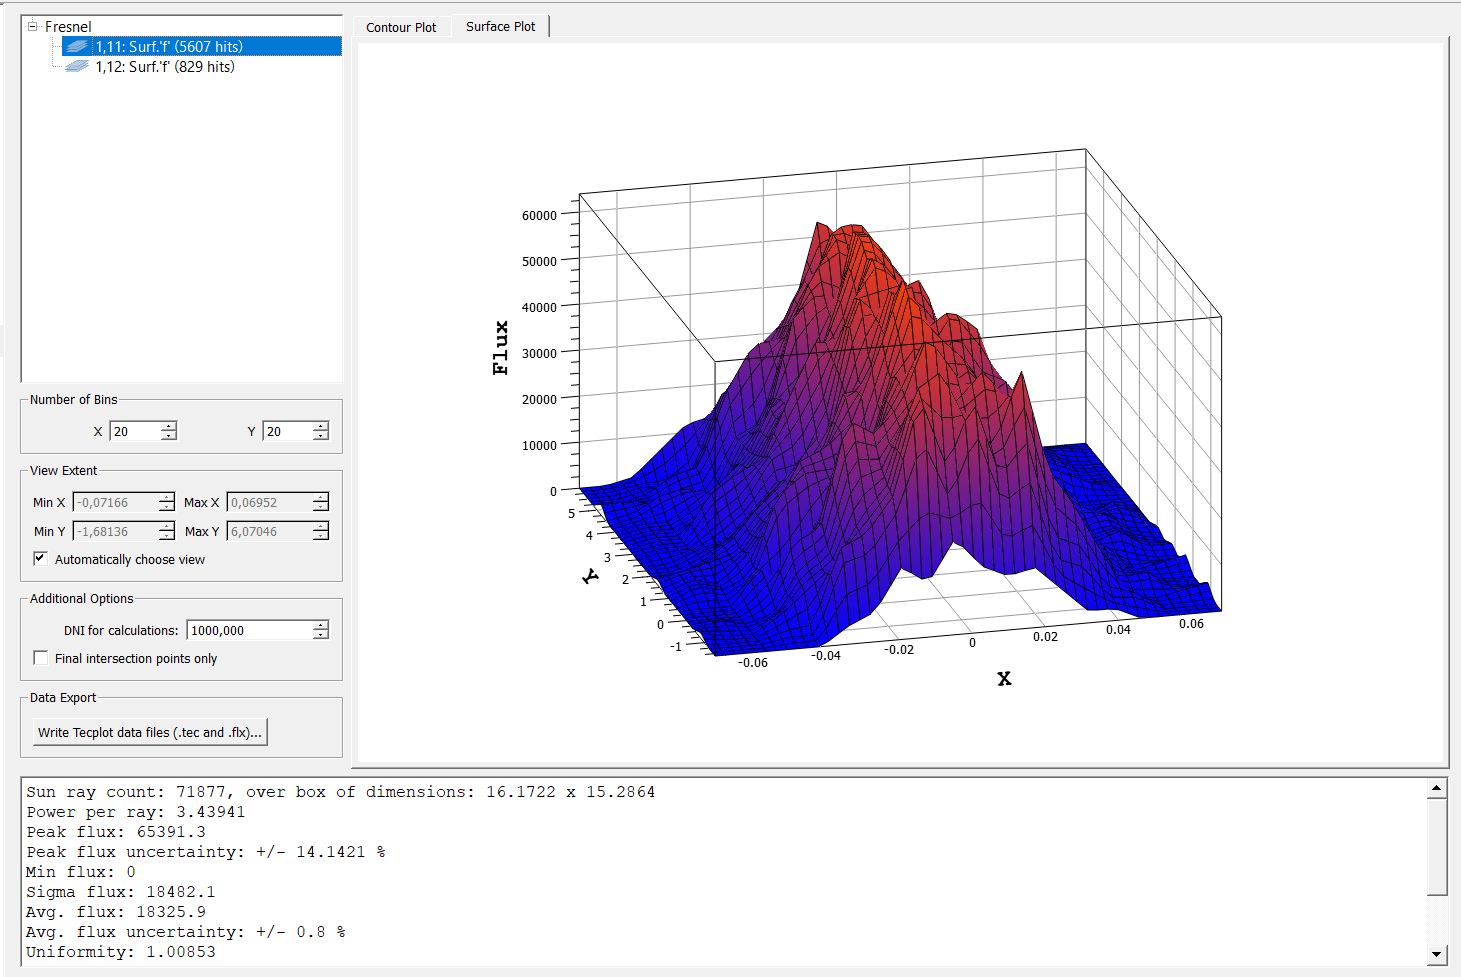 Fresnel
1,11: Surf.'f' (5607 hits)
1,12: Surf.'f' (829 hits)
Number of Bins
X 20 Y 20
View Extent
Min X -0,07166 Max X 0,06952
Min Y -1,68136 Max Y 6,07046
Automatically choose view
Additional Options
DNI for calculations: 1000,000
Final intersection points only
Data Export
Write Tecplot data files (.tec and .flx)...
Contour Plot Surface Plot
Flux
60000
50000
40000
30000
20000
10000
0
Y
5
4
3
2
1
0
-1
-0.06 -0.04 -0.02 0 0.02 0.04 0.06
X
Sun ray count: 71877, over box of dimensions: 16.1722 x 15.2864
Power per ray: 3.43941
Peak flux: 65391.3
Peak flux uncertainty: +/- 14.1421 %
Min flux: 0
Sigma flux: 18482.1
Avg. flux: 18325.9
Avg. flux uncertainty: +/- 0.8 %
Uniformity: 1.00853